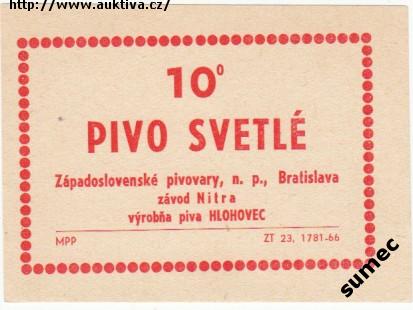 http://www.auktiva.cz/
10°
PIVO SVETLÉ
Západoslovenské pivovary, n. p., Bratislava
závod Nitra
výrobňa piva HLOHOVEC
MPP ZT 23, 1781-66
sumec